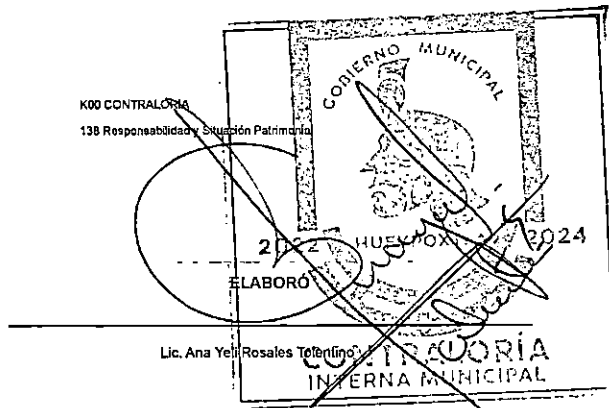 GOBIERNO MUNICIPAL
K00 CONTRALORÍA
138 Responsabilidad y Situación Patrimonial
2022 2024
ELABORÓ
Lic. Ana Yeli Rosales Tolentino
CONTRALORÍA
INTERNA MUNICIPAL